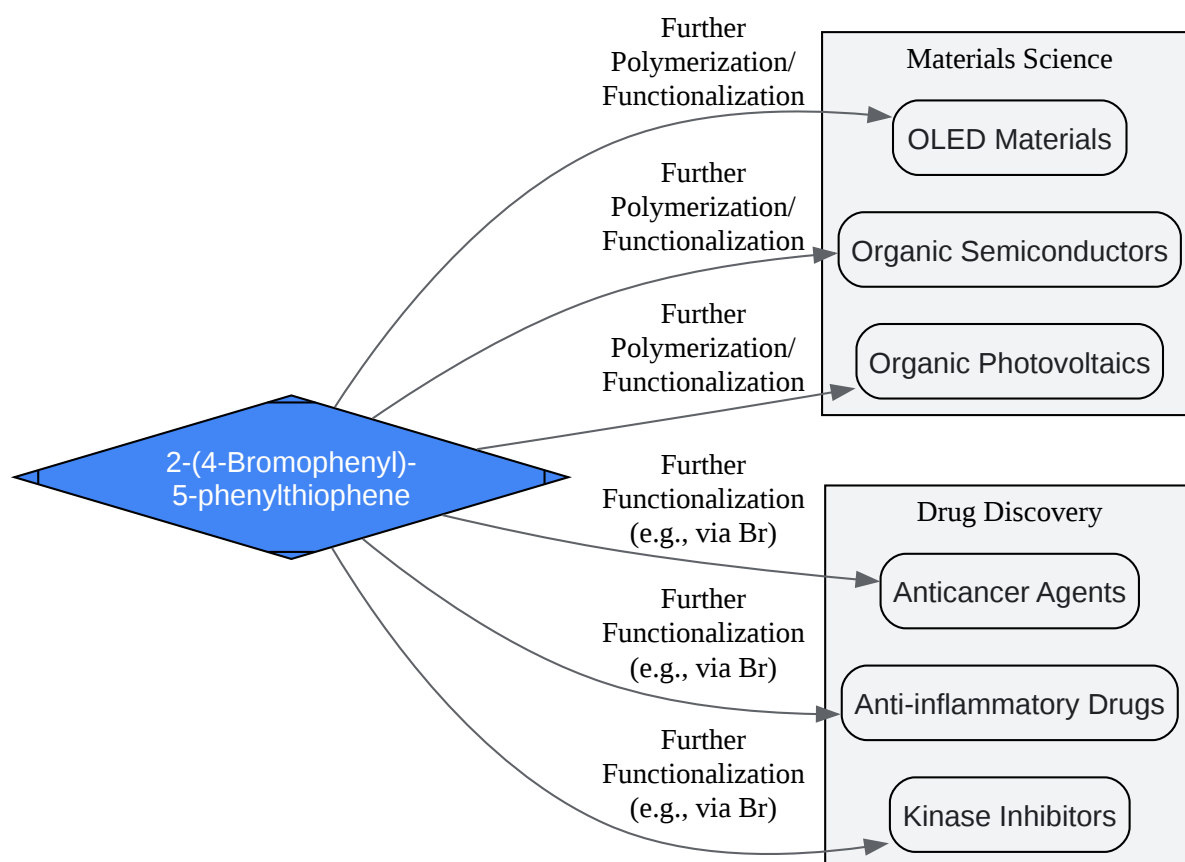 Further
Polymerization/
Functionalization
Materials Science
OLED Materials
Further
Polymerization/
Functionalization
Organic Semiconductors
Further
Polymerization/
Functionalization
Organic Photovoltaics
2-(4-Bromophenyl)-
5-phenylthiophene
Further
Functionalization
(e.g., via Br)
Drug Discovery
Anticancer Agents
Further
Functionalization
(e.g., via Br)
Anti-inflammatory Drugs
Further
Functionalization
(e.g., via Br)
Kinase Inhibitors